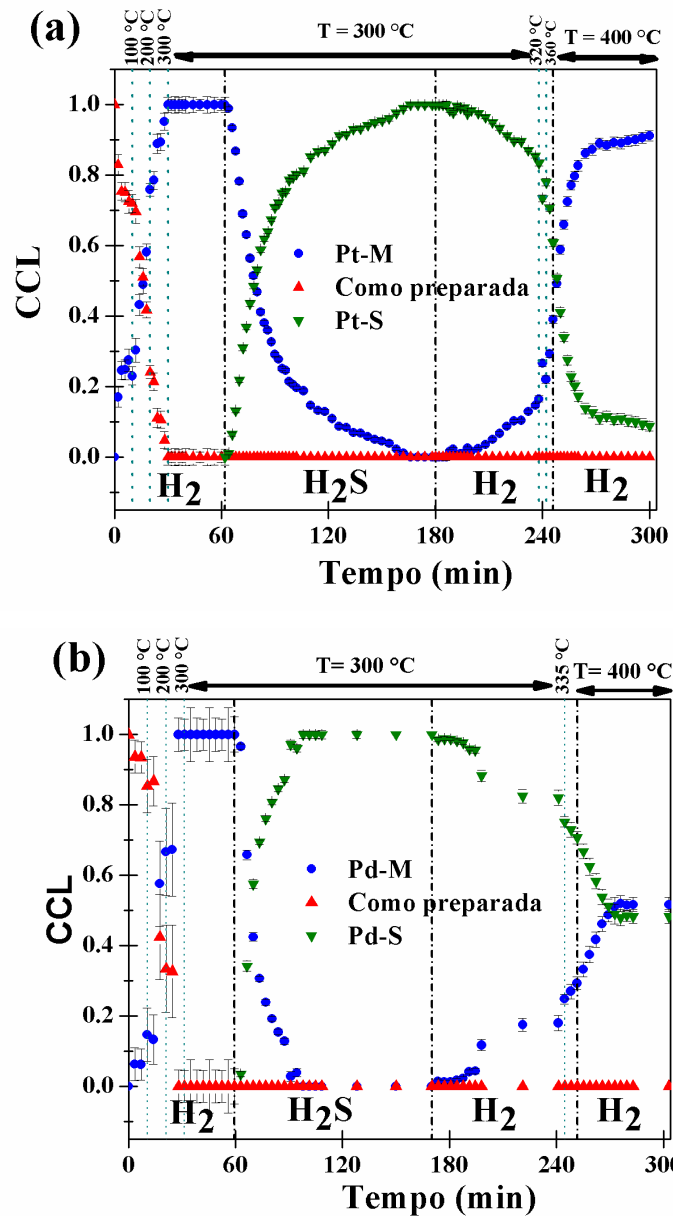 (a)
100 °C
200 °C
300 °C
T = 300 °C
320 °C
360 °C
T = 400 °C
1.0
0.8
0.6
0.4
0.2
0.0
CCL
Pt-M
Como preparada
Pt-S
H2
H2S
H2
H2
0
60
120
180
240
300
Tempo (min)
(b)
100 °C
200 °C
300 °C
T= 300 °C
335 °C
T= 400 °C
1.0
0.8
0.6
0.4
0.2
0.0
CCL
Pd-M
Como preparada
Pd-S
H2
H2S
H2
H2
0
60
120
180
240
Tempo (min)